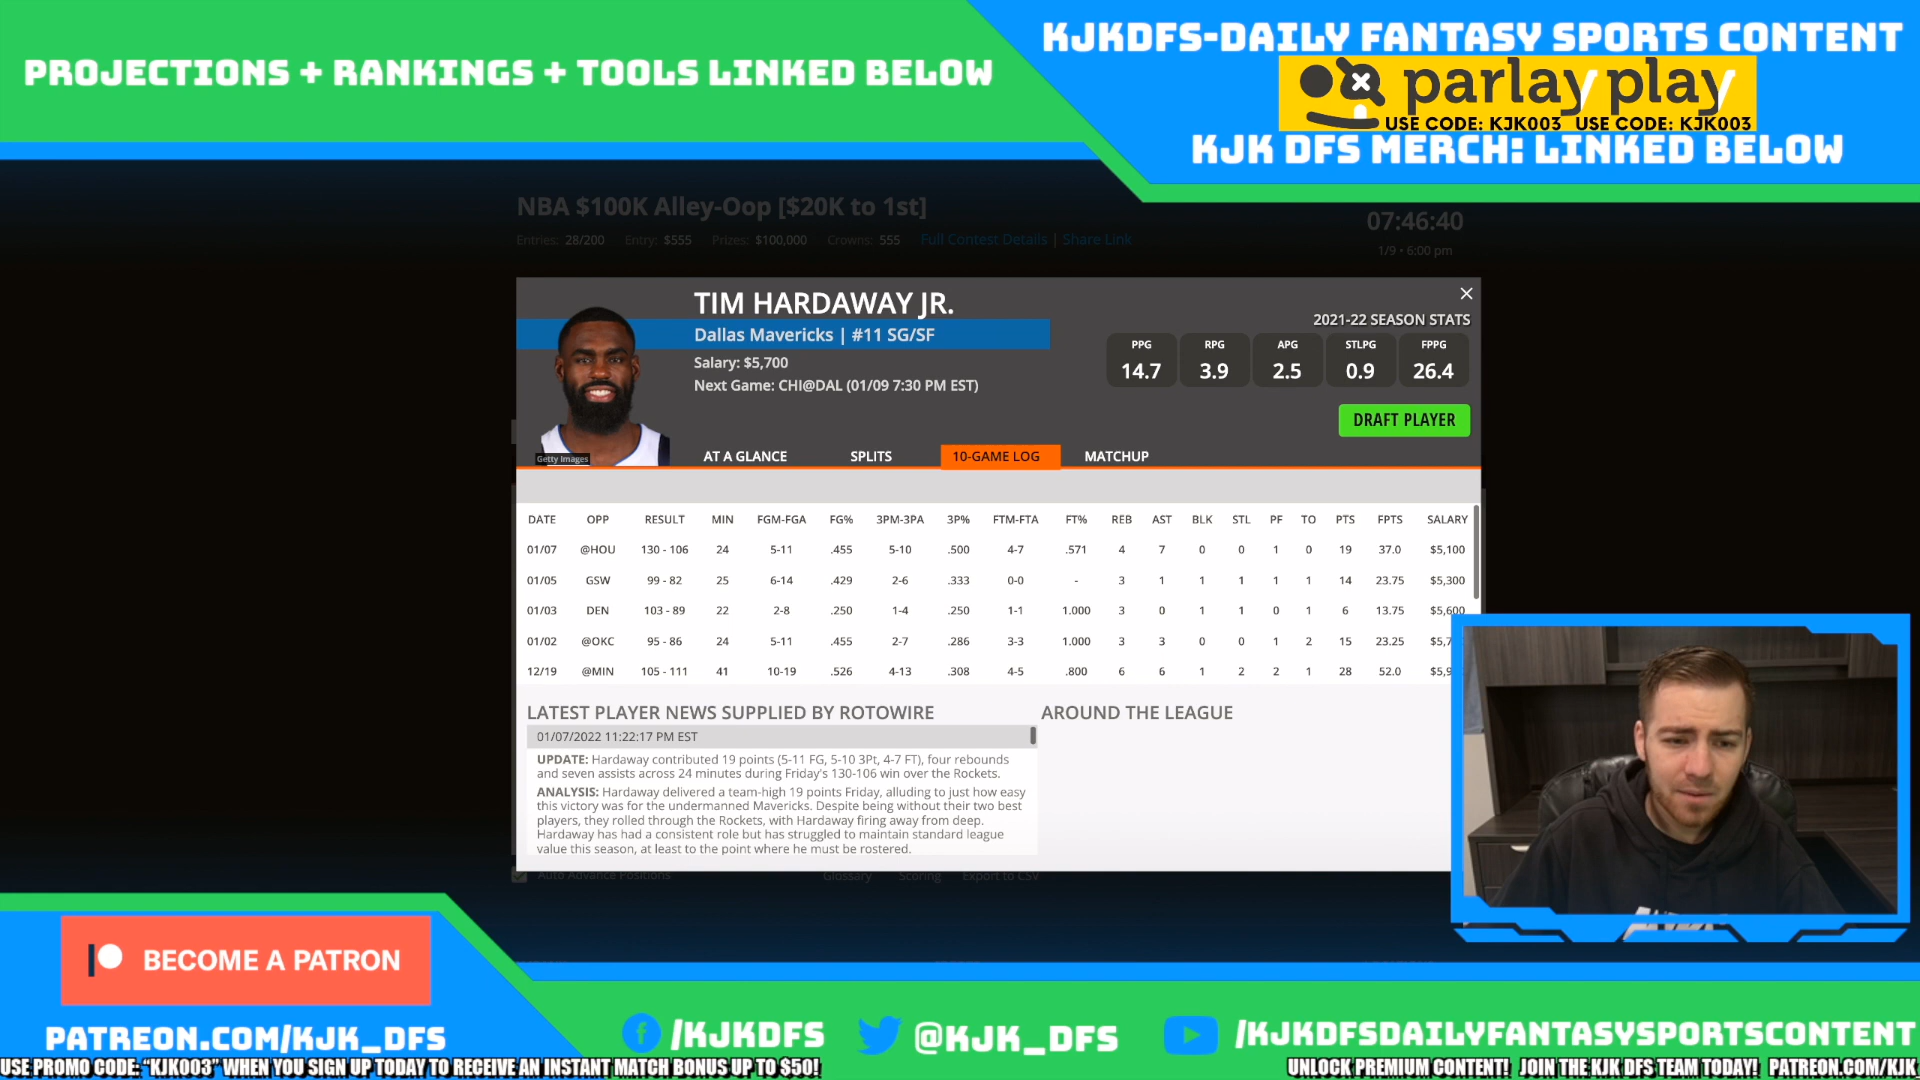 PROJECTIONS + RANKINGS + TOOLS LINKED BELOW
KJKDFS-DAILY FANTASY SPORTS CONTENT
parlay play
USE CODE: KJK003 USE CODE: KJK003
KJK DFS MERCH: LINKED BELOW
NBA $100K Alley-Oop [$20K to 1st]
07:46:40
Entries: 28/200 Entry: $555 Prizes: $100,000 Crowns: 555 Full Contest Details | Share Link
1/9 • 6:00 pm
TIM HARDAWAY JR.
Dallas Mavericks | #11 SG/SF
Salary: $5,700
Next Game: CHI@DAL (01/09 7:30 PM EST)
2021-22 SEASON STATS
PPG RPG APG STLPG FPPG
14.7 3.9 2.5 0.9 26.4
DRAFT PLAYER
Getty Images
AT A GLANCE SPLITS 10-GAME LOG MATCHUP
DATE OPP RESULT MIN FGM-FGA FG% 3PM-3PA 3P% FTM-FTA FT% REB AST BLK STL PF TO PTS FPTS SALARY
01/07 @HOU 130 - 106 24 5-11 .455 5-10 .500 4-7 .571 4 7 0 0 1 0 19 37.0 $5,100
01/05 GSW 99 - 82 25 6-14 .429 2-6 .333 0-0 - 3 1 1 1 1 1 14 23.75 $5,300
01/03 DEN 103 - 89 22 2-8 .250 1-4 .250 1-1 1.000 3 0 1 1 0 1 6 13.75 $5,600
01/02 @OKC 95 - 86 24 5-11 .455 2-7 .286 3-3 1.000 3 3 0 0 1 2 15 23.25 $5,7
12/19 @MIN 105 - 111 41 10-19 .526 4-13 .308 4-5 .800 6 6 1 2 2 1 28 52.0 $5,9
LATEST PLAYER NEWS SUPPLIED BY ROTOWIRE
AROUND THE LEAGUE
01/07/2022 11:22:17 PM EST
UPDATE: Hardaway contributed 19 points (5-11 FG, 5-10 3Pt, 4-7 FT), four rebounds
and seven assists across 24 minutes during Friday's 130-106 win over the Rockets.
ANALYSIS: Hardaway delivered a team-high 19 points Friday, alluding to just how easy
this victory was for the undermanned Mavericks. Despite being without their two best
players, they rolled through the Rockets, with Hardaway firing away from deep.
Hardaway has had a consistent role but has struggled to maintain standard league
value this season, at least to the point where he must be rostered.
Auto Advance Positions Glossary Scoring Export to CSV
BECOME A PATRON
PATREON.COM/KJK_DFS
/KJKDFS
@KJK_DFS
/KJKDFSDAILYFANTASYSPORTSCONTENT
USE PROMO CODE: "KJK003" WHEN YOU SIGN UP TODAY TO RECEIVE AN INSTANT MATCH BONUS UP TO $50!
UNLOCK PREMIUM CONTENT! JOIN THE KJK DFS TEAM TODAY! PATREON.COM/KJK